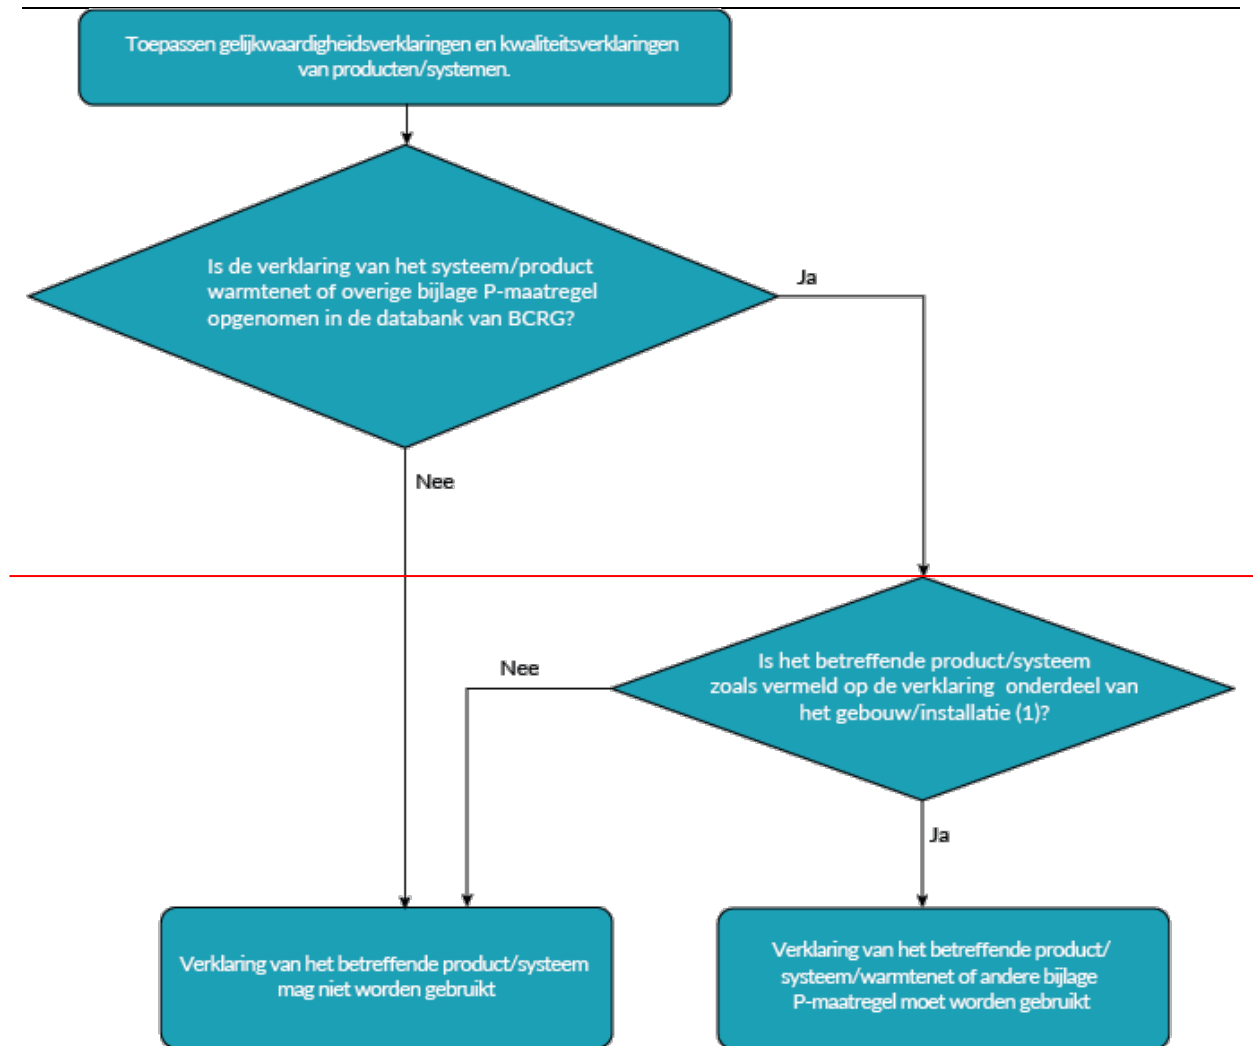 Toepassen gelijkwaardigheidsverklaringen en kwaliteitsverklaringen
van producten/systemen.
Is de verklaring van het systeem/product
warmtenet of overige bijlage P-maatregel
opgenomen in de databank van BCRG?
Ja
Nee
Is het betreffende product/systeem
zoals vermeld op de verklaring onderdeel van
het gebouw/installatie (1)?
Nee
Ja
Verklaring van het betreffende product/systeem
mag niet worden gebruikt
Verklaring van het betreffende product/
systeem/warmtenet of andere bijlage
P-maatregel moet worden gebruikt